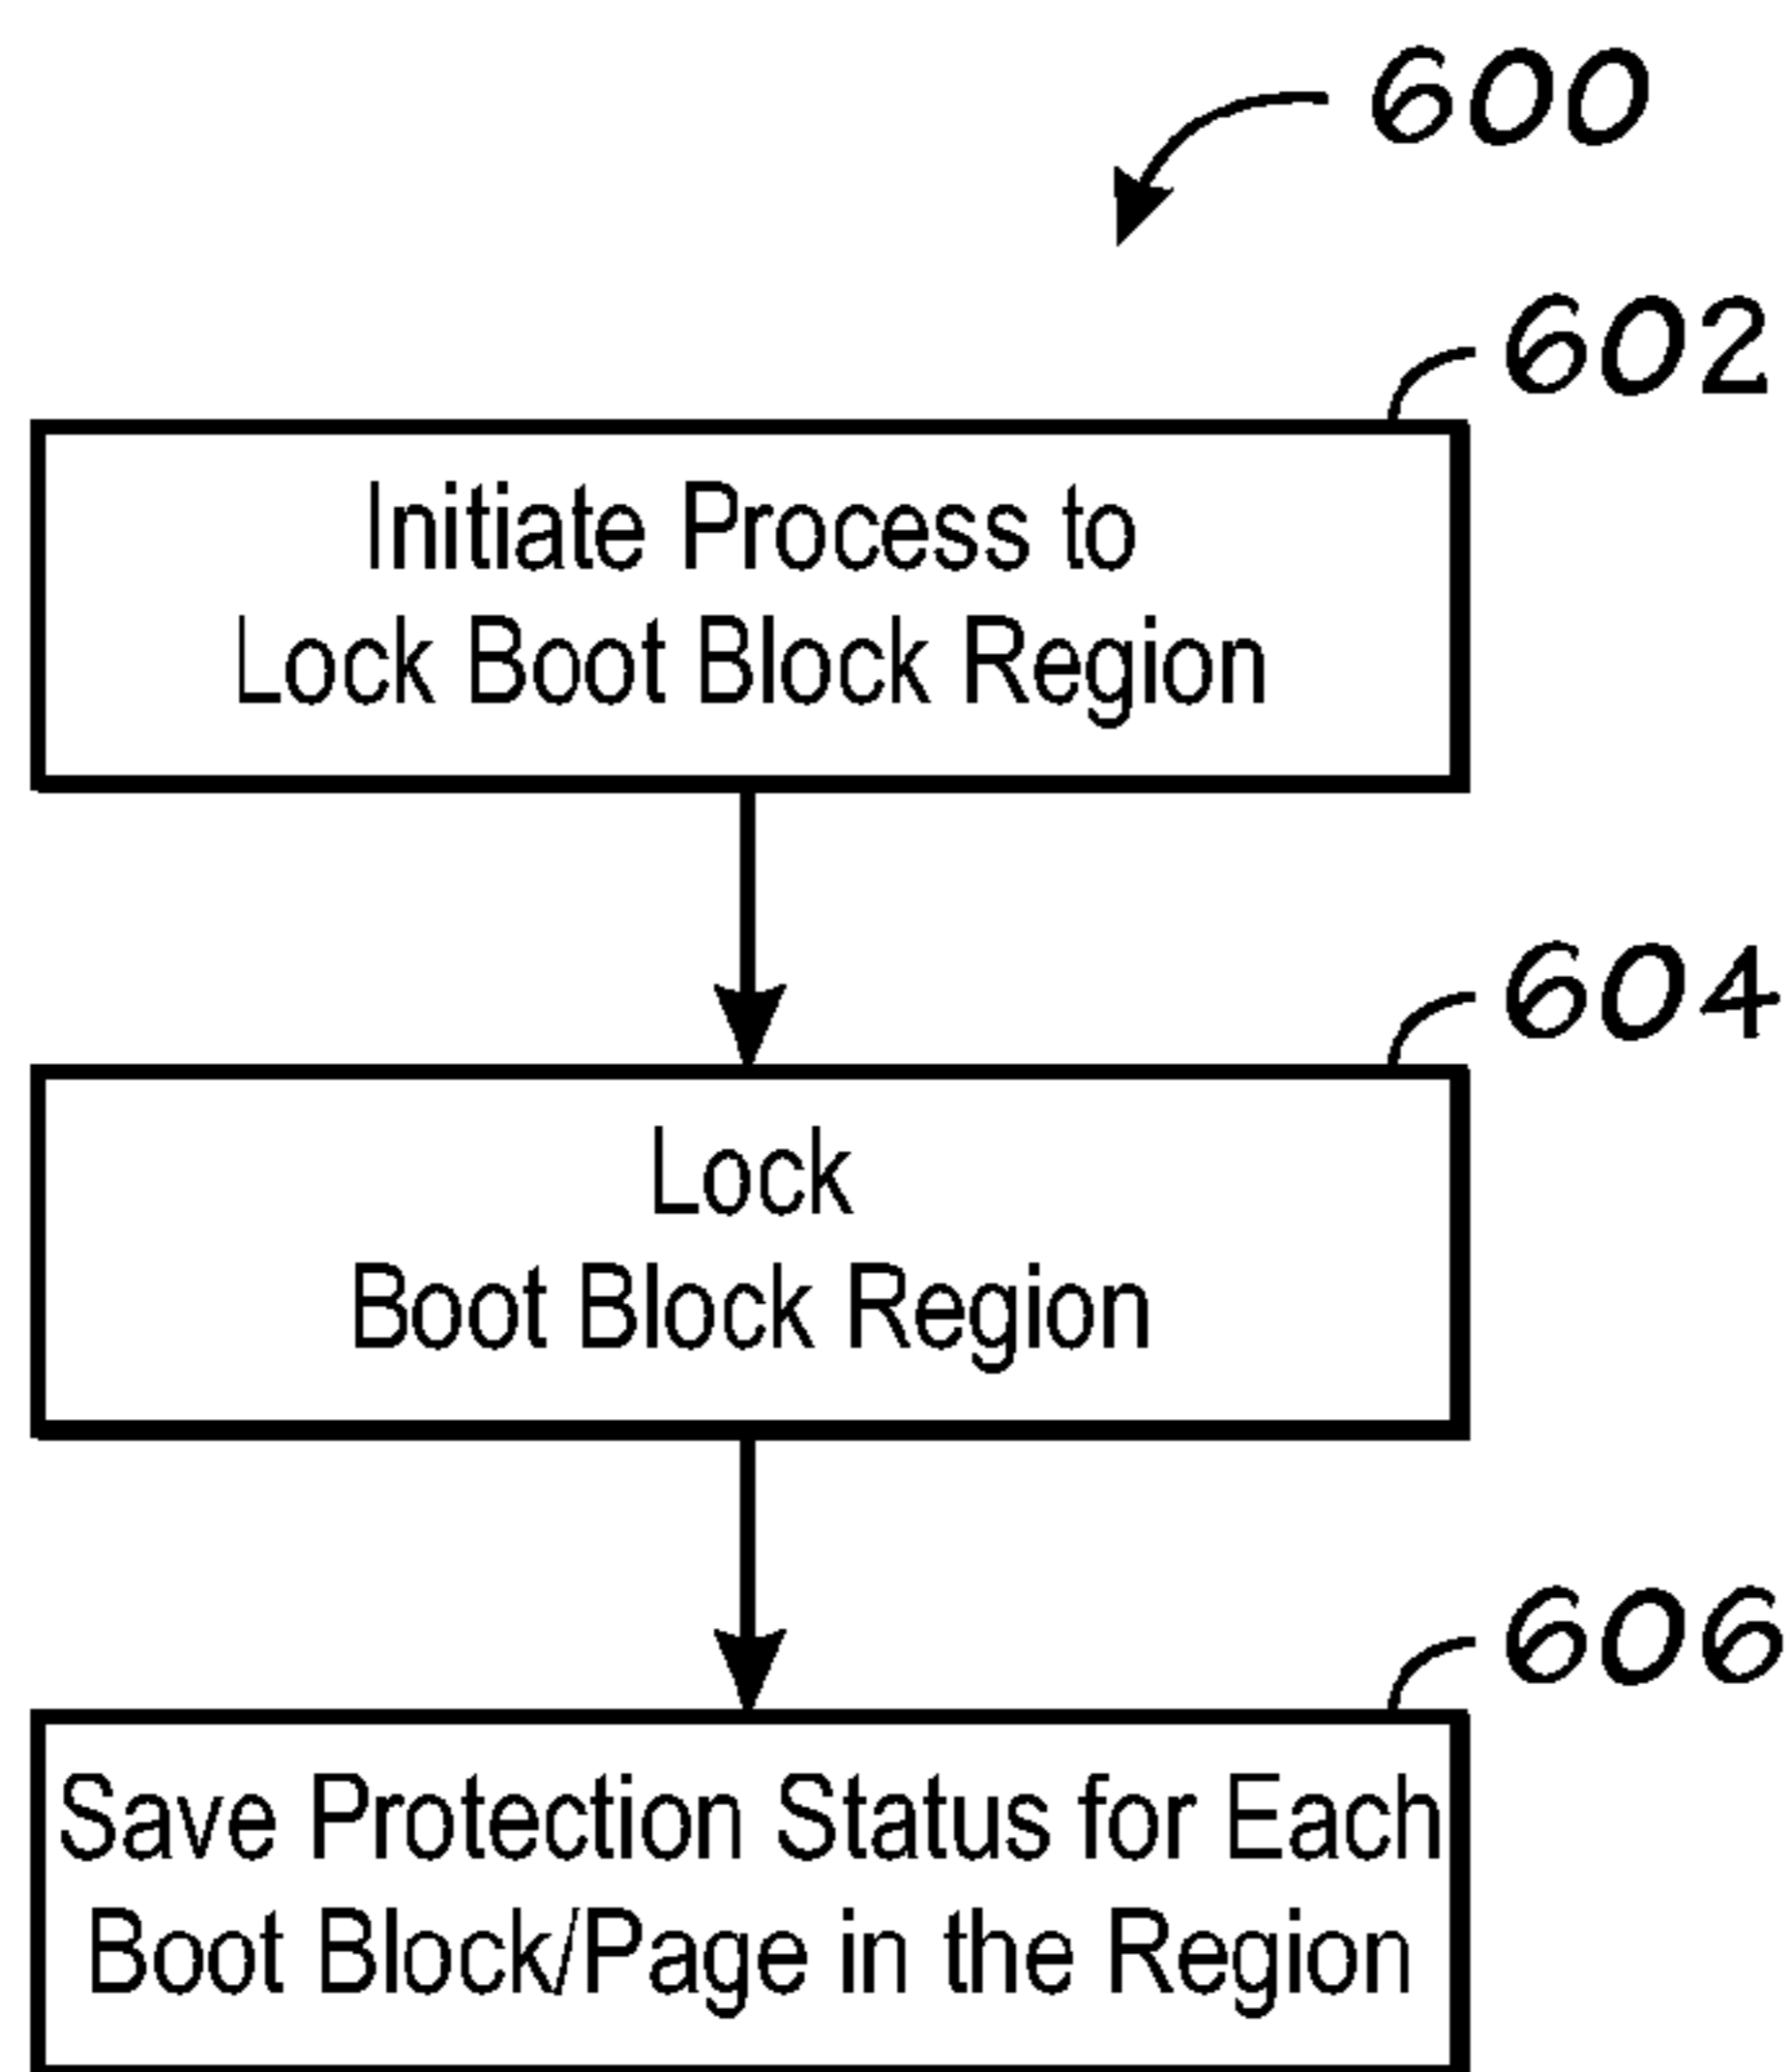 600
602
Initiate Process to
Lock Boot Block Region
604
Lock
Boot Block Region
606
Save Protection Status for Each
Boot Block/Page in the Region